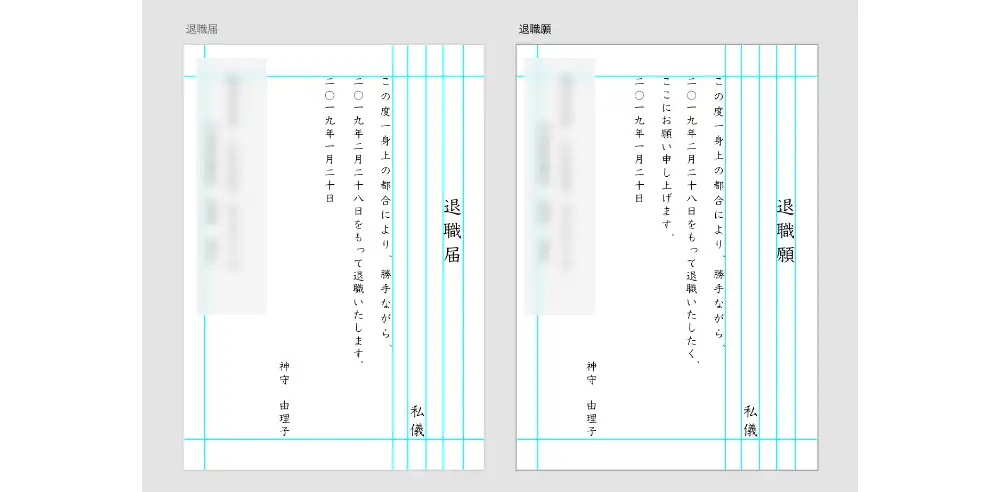 退職届
退職届
私儀
この度一身上の都合により、勝手ながら、
二〇一九年二月二十八日をもって退職いたします。
二〇一九年一月二十日
神守 由理子
退職願
退職願
私儀
この度一身上の都合により、勝手ながら、
二〇一九年二月二十八日をもって退職いたしたく、
ここにお願い申し上げます。
二〇一九年一月二十日
神守 由理子